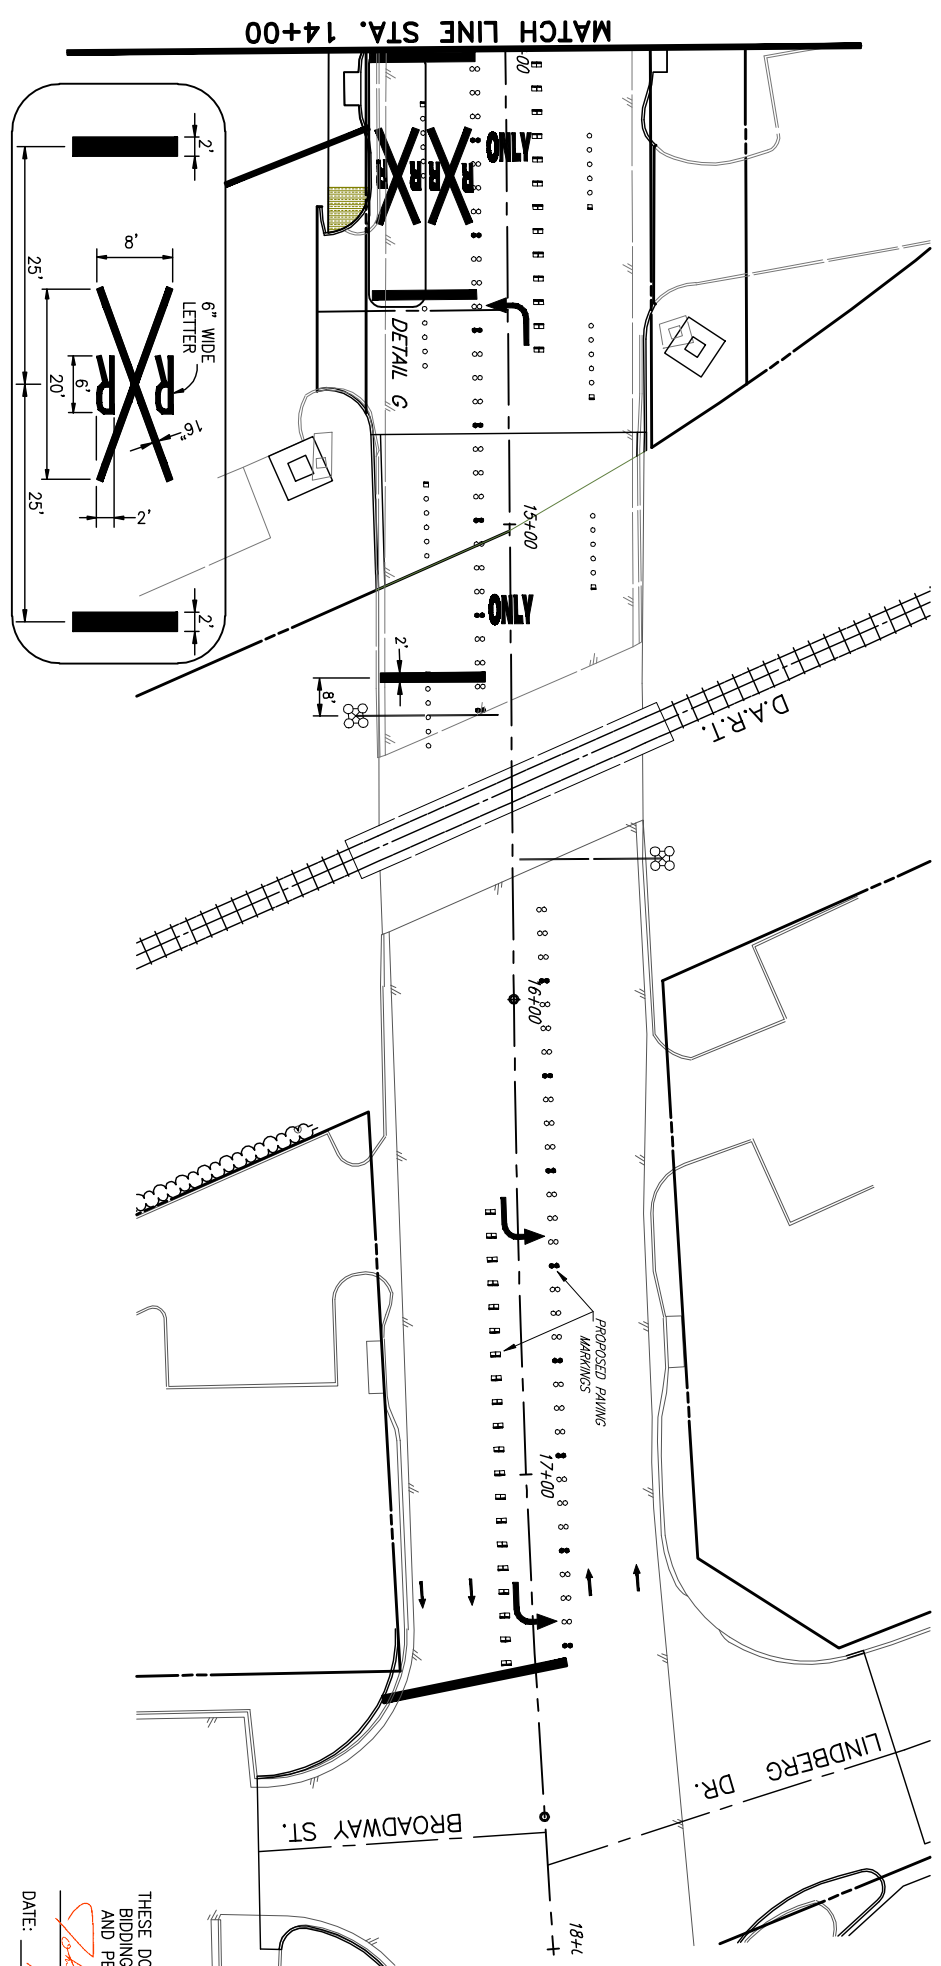 MATCH LINE STA. 14+00
2'
25'
8'
20'
6'
6" WIDE
LETTER
R
R
16"
2'
25'
2'
R
R
R
R
ONLY
DETAIL G
15+00
ONLY
2'
8'
D.A.R.T.
16+00
PROPOSED PAVING
MARKINGS
17+00
LINDBERG DR.
BROADWAY ST.
THESE
BIDDING
AND
DATE: